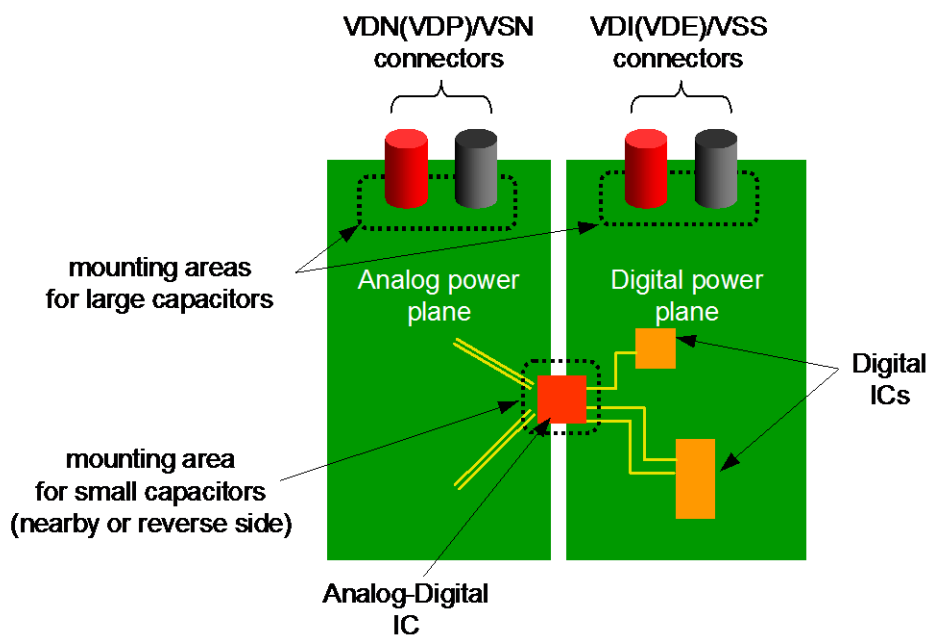 VDN(VDP)/VSN
connectors
VDI(VDE)/VSS
connectors
mounting areas
for large capacitors
Analog power
plane
Digital power
plane
Digital
ICs
mounting area
for small capacitors
(nearby or reverse side)
Analog-Digital
IC